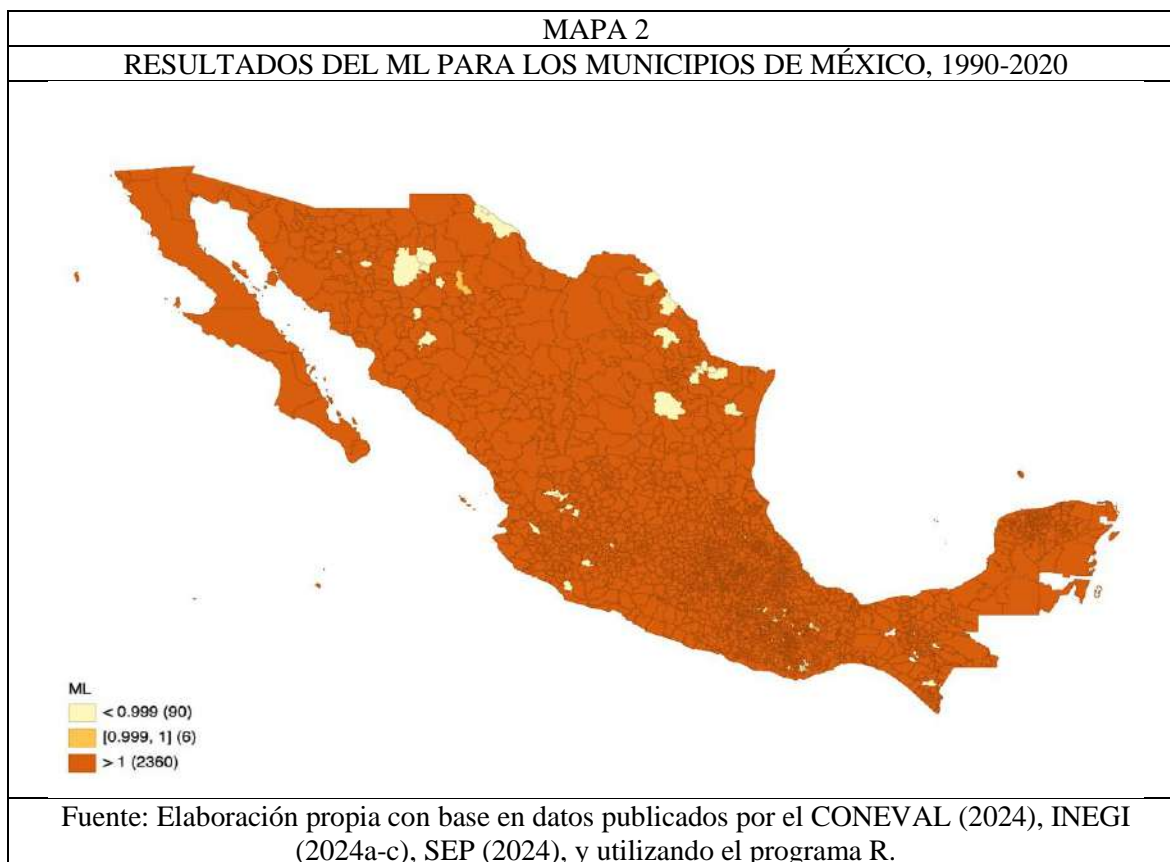 MAPA 2
RESULTADOS DEL ML PARA LOS MUNICIPIOS DE MÉXICO, 1990-2020
ML
< 0.999 (90)
[0.999, 1] (6)
> 1 (2360)
Fuente: Elaboración propia con base en datos publicados por el CONEVAL (2024), INEGI
(2024a-c), SEP (2024), y utilizando el programa R.